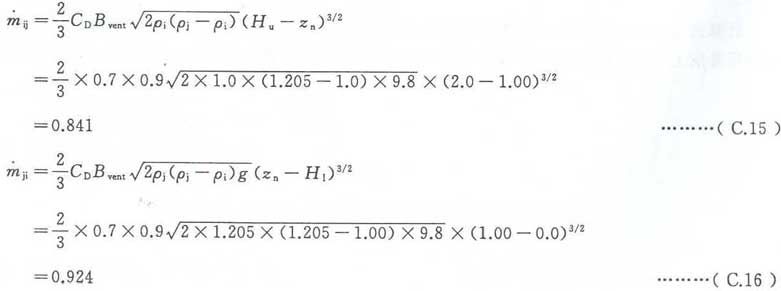 ṁ_ij = 2/3 C_D B_vent √(2ρ_i(ρ_j − ρ_i)) (H_u − z_n)^{3/2}
= 2/3 × 0.7 × 0.9 √(2 × 1.0 × (1.205 − 1.0) × 9.8) × (2.0 − 1.00)^{3/2}
= 0.841 ………( C.15 )
ṁ_ji = 2/3 C_D B_vent √(2ρ_j(ρ_j − ρ_i)g) (z_n − H_l)^{3/2}
= 2/3 × 0.7 × 0.9 √(2 × 1.205 × (1.205 − 1.00) × 9.8) × (1.00 − 0.0)^{3/2}
= 0.924 ………( C.16 )